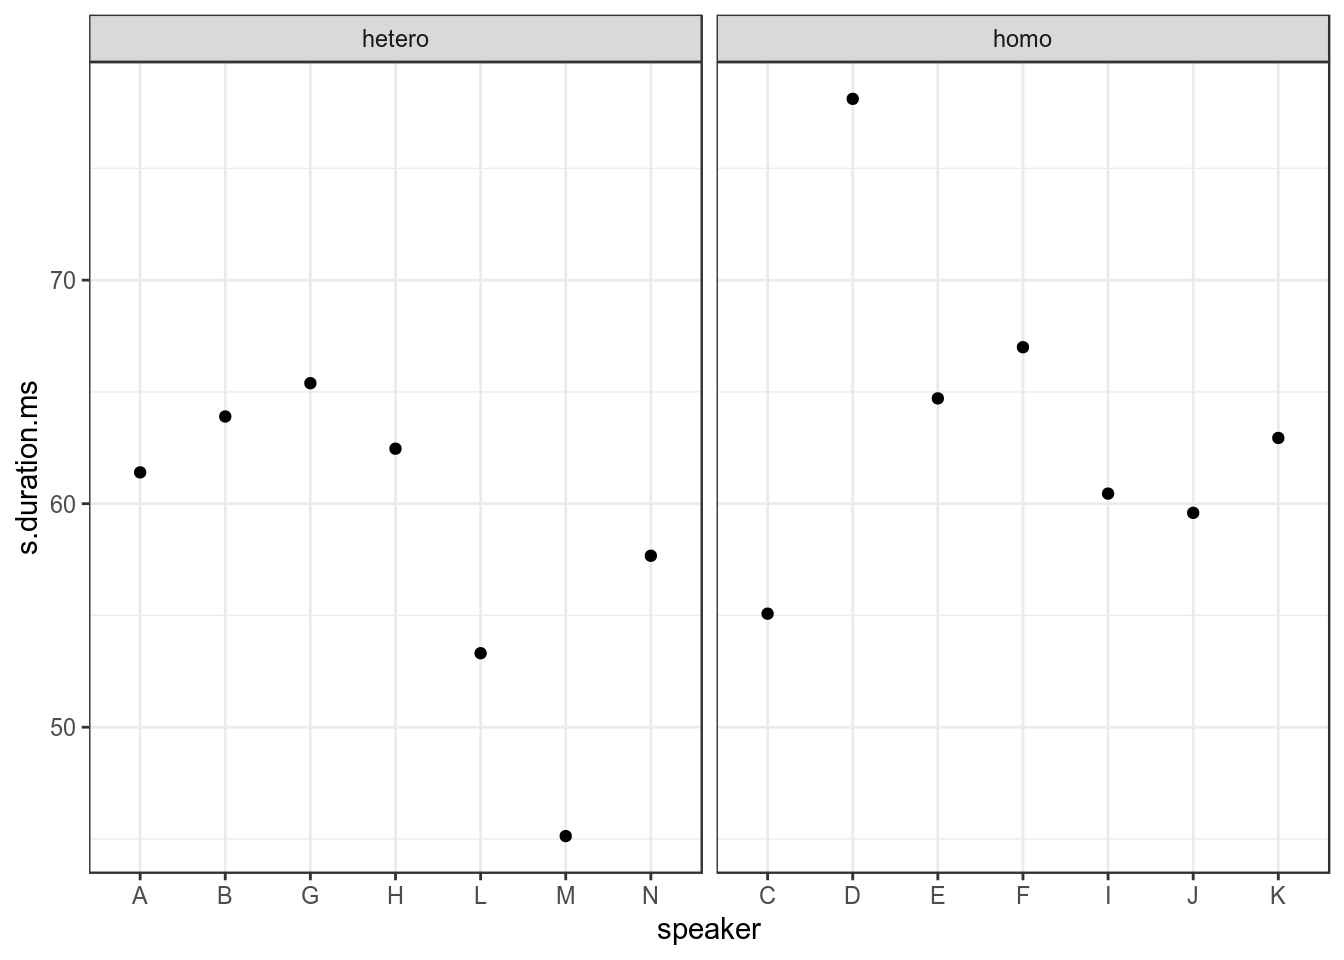 hetero homo
s.duration.ms
70
60
50
A B G H L M N C D E F I J K
speaker